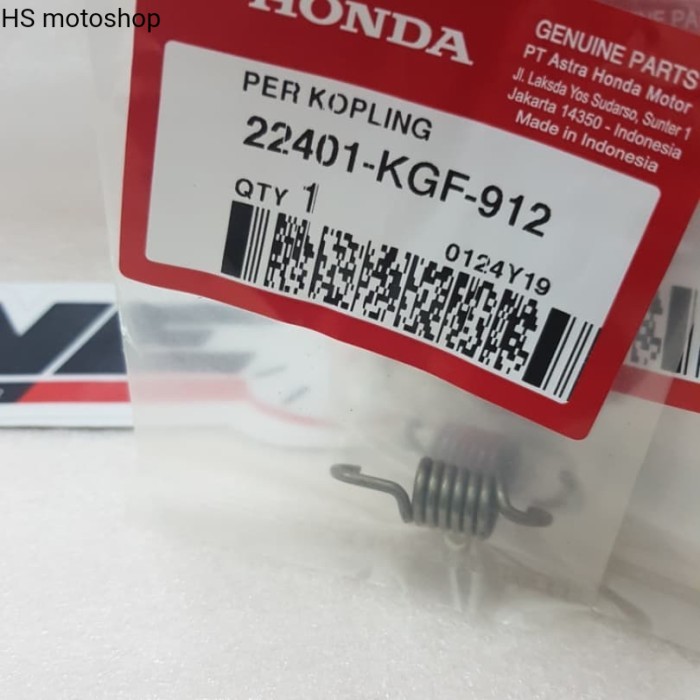 HS motoshop
HONDA
GENUINE PARTS
PT Astra Honda Motor
Jl. Laksda Yos Sudarso, Sunter 1
Jakarta 14350 - Indonesia
Made in Indonesia
PER KOPLING
22401-KGF-912
QTY 1
0124Y19